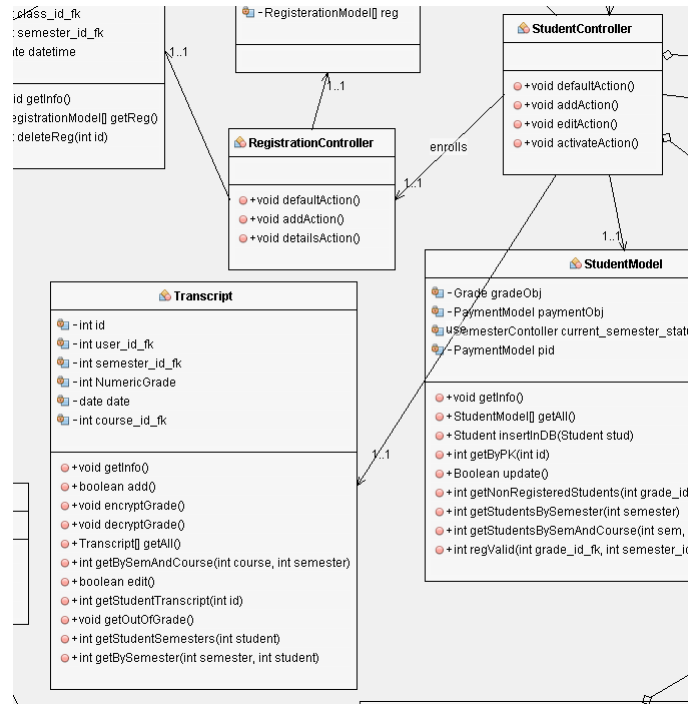 class_id_fk
semester_id_fk
te datetime
id getInfo()
egistrationModel[] getReg()
deleteReg(int id)
1..1
- RegisterationModel[] reg
1..1
RegistrationController
+void defaultAction()
+void addAction()
+void detailsAction()
enrolls
1..1
StudentController
+void defaultAction()
+void addAction()
+void editAction()
+void activateAction()
1..1
StudentModel
- Grade gradeObj
- PaymentModel paymentObj
use
SemesterContoller current_semester_statu
- PaymentModel pid
+void getInfo()
+StudentModel[] getAll()
+Student insertInDB(Student stud)
+int getByPK(int id)
+Boolean update()
+int getNonRegisteredStudents(int grade_id
+int getStudentsBySemester(int semester)
+int getStudentsBySemAndCourse(int sem,
+int regValid(int grade_id_fk, int semester_id
Transcript
-int id
-int user_id_fk
-int semester_id_fk
-int NumericGrade
-date date
-int course_id_fk
1..1
+void getInfo()
+boolean add()
+void encryptGrade()
+void decryptGrade()
+Transcript[] getAll()
+int getBySemAndCourse(int course, int semester)
+boolean edit()
+int getStudentTranscript(int id)
+void getOutOfGrade()
+int getStudentSemesters(int student)
+int getBySemester(int semester, int student)